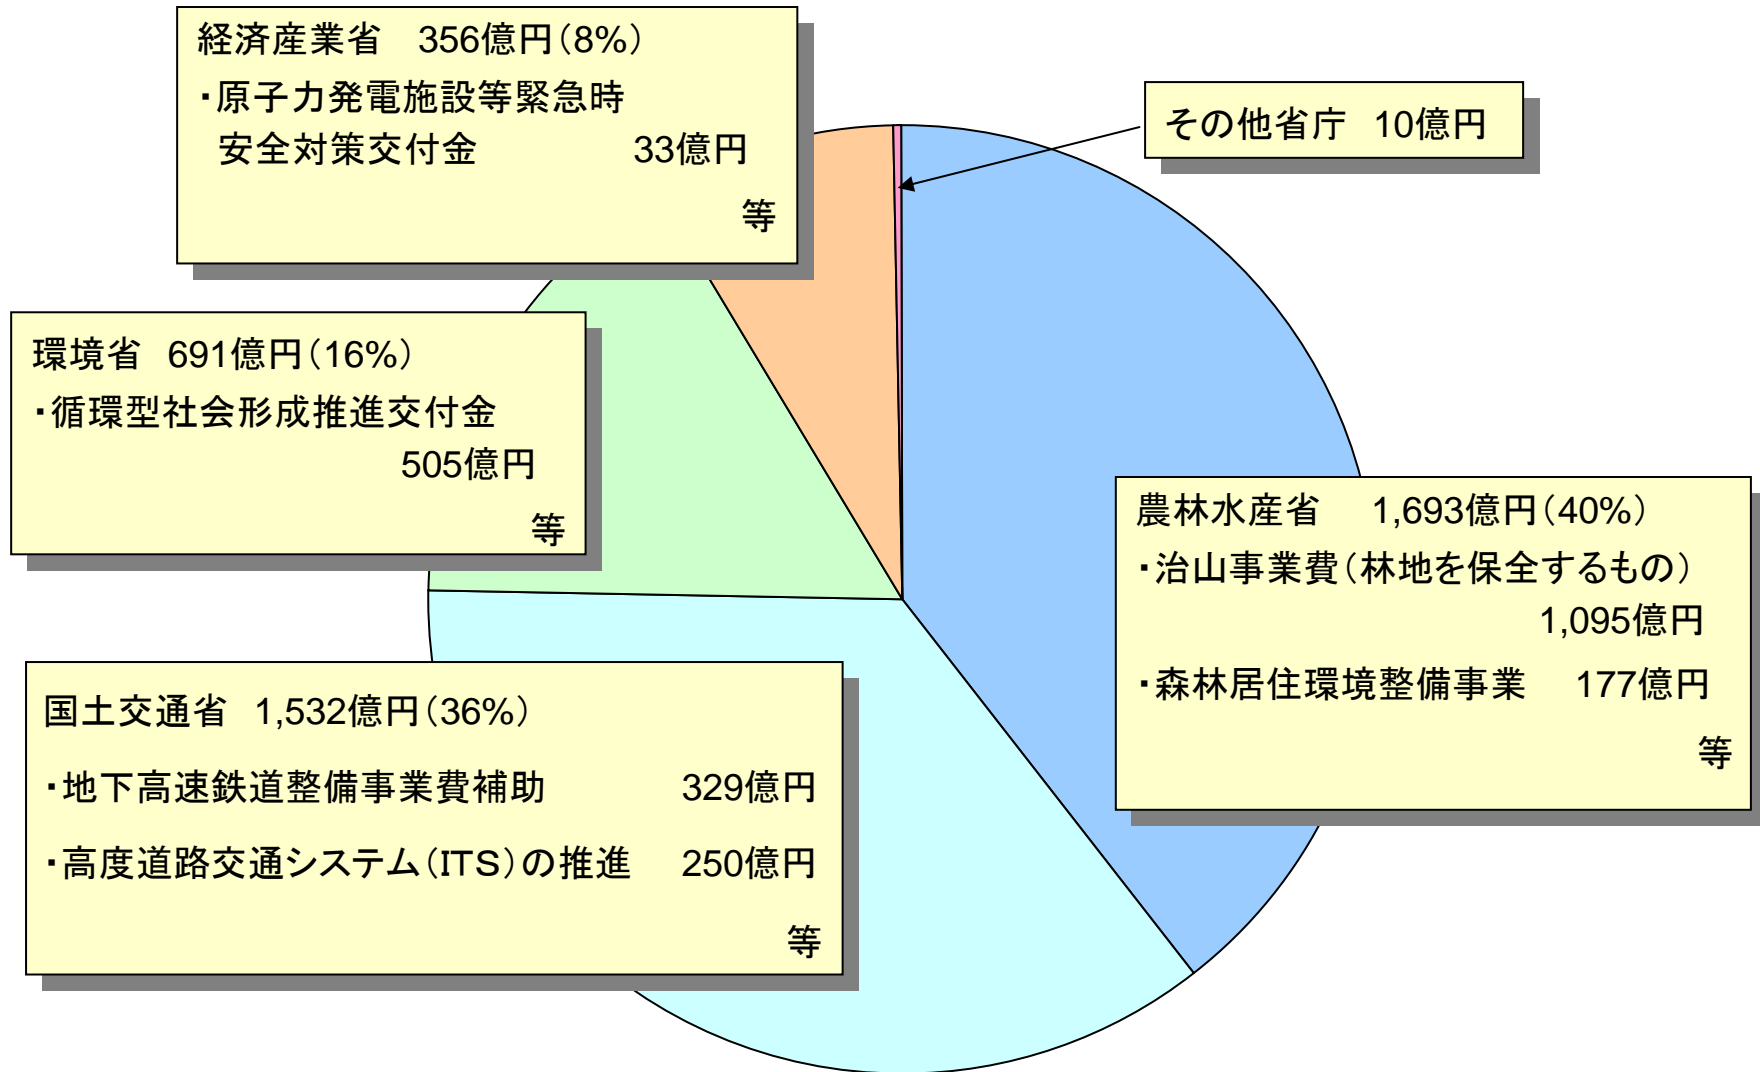 経済産業省　356億円(8%)
・原子力発電施設等緊急時
安全対策交付金　33億円
等
その他省庁　10億円
環境省　691億円(16%)
・循環型社会形成推進交付金
505億円
等
農林水産省　1,693億円(40%)
・治山事業費(林地を保全するもの)
1,095億円
・森林居住環境整備事業　177億円
等
国土交通省　1,532億円(36%)
・地下高速鉄道整備事業費補助　329億円
・高度道路交通システム(ITS)の推進　250億円
等